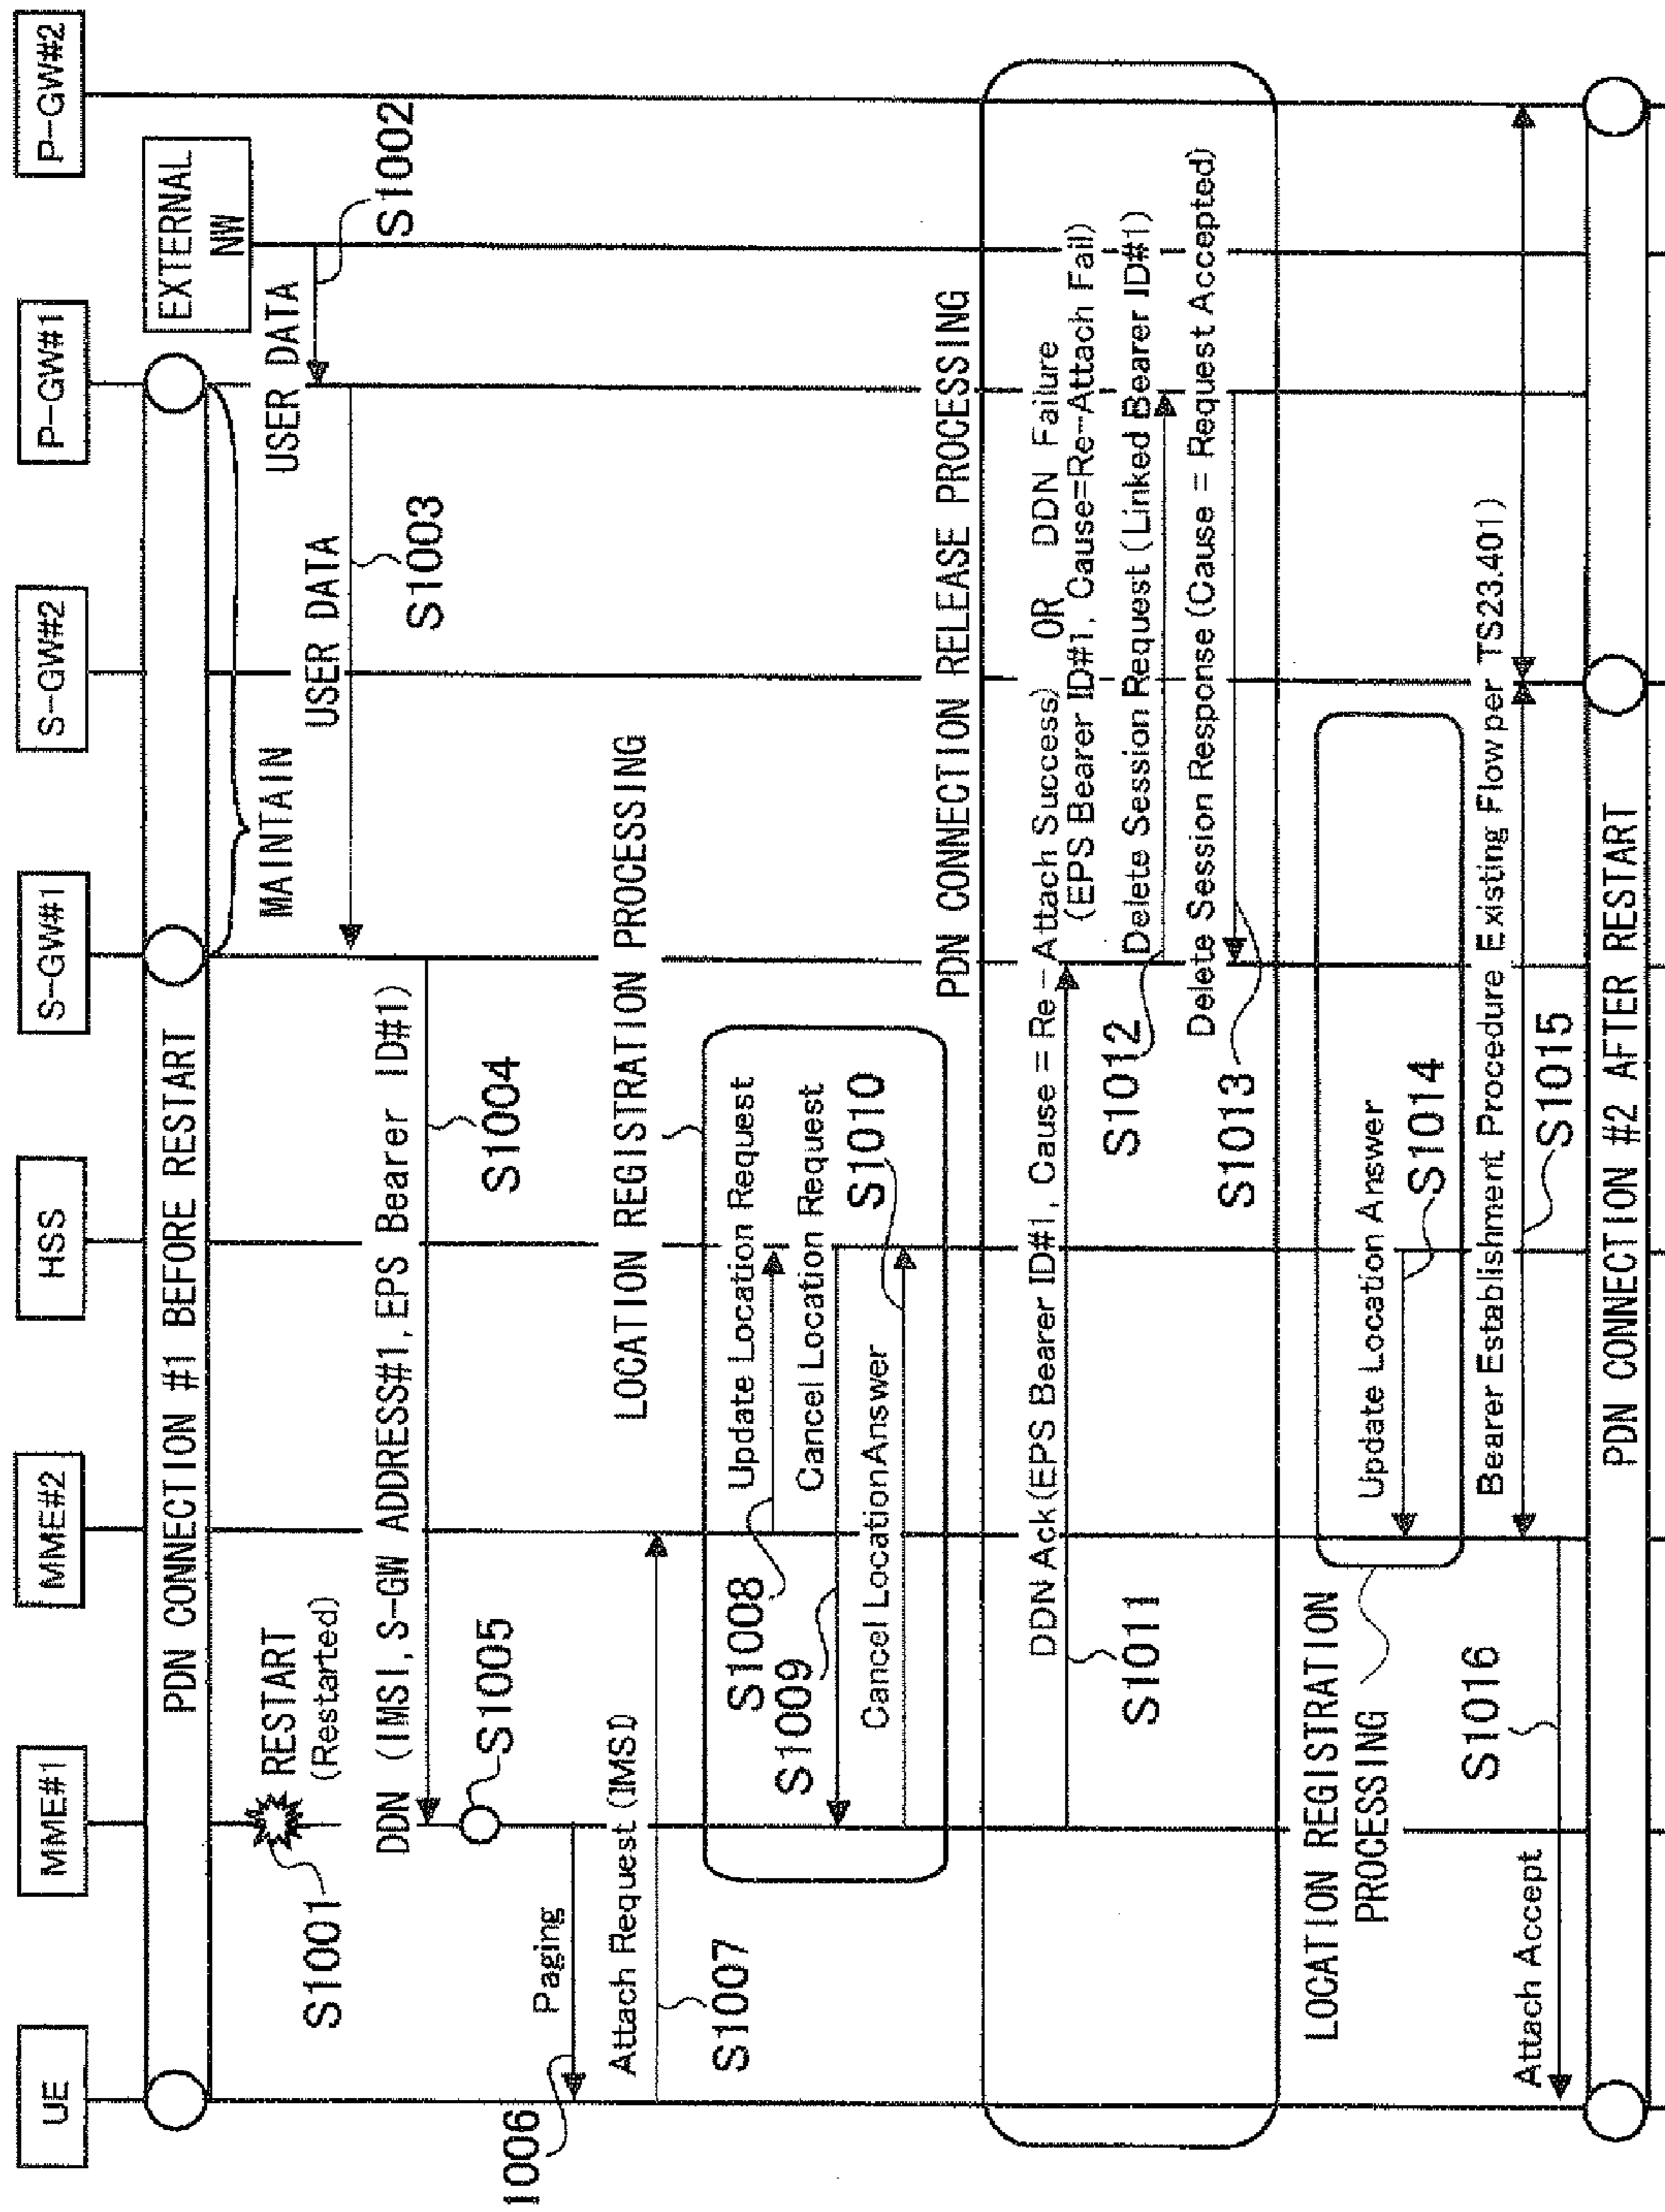 UE
MME#1
MME#2
HSS
S-GW#1
S-GW#2
P-GW#1
P-GW#2
EXTERNAL
NW
PDN CONNECTION #1 BEFORE RESTART
MAINTAIN
S1001
RESTART
(Restarted)
USER DATA
S1002
USER DATA
S1003
DDN (IMSI, S-GW ADDRESS#1, EPS Bearer ID#1)
S1004
S1005
Paging
1006
Attach Request (IMSI)
S1007
LOCATION REGISTRATION PROCESSING
Update Location Request
S1008
Cancel Location Request
S1009
Cancel LocationAnswer
S1010
PDN CONNECTION RELEASE PROCESSING
DDN Ack(EPS Bearer ID#1, Cause = Re-Attach Success) OR DDN Failure
(EPS Bearer ID#1, Cause=Re-Attach Fail)
S1011
Delete Session Request (Linked Bearer ID#1)
S1012
Delete Session Response (Cause = Request Accepted)
S1013
LOCATION REGISTRATION
PROCESSING
Update Location Answer
S1014
Bearer Establishment Procedure Existing Flow per TS23.401)
S1015
Attach Accept
S1016
PDN CONNECTION #2 AFTER RESTART